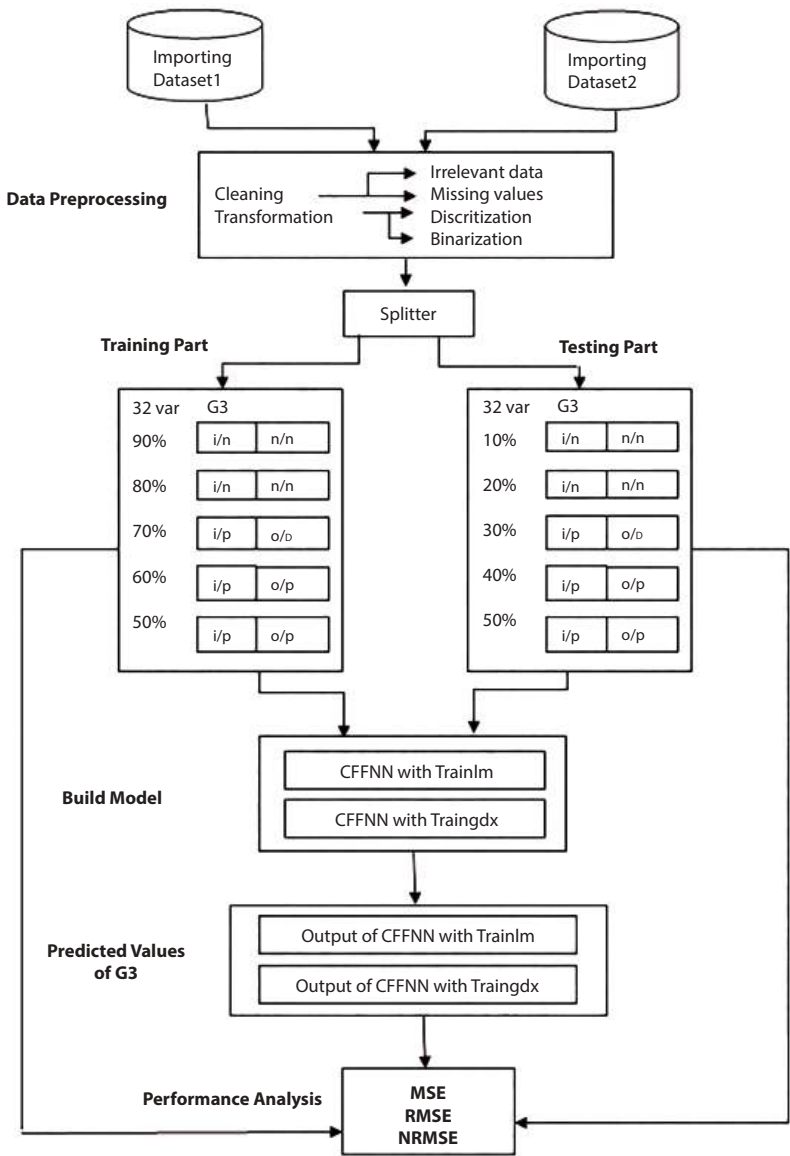 Importing
Dataset1
Importing
Dataset2
Data Preprocessing
Cleaning
Transformation
Irrelevant data
Missing values
Discritization
Binarization
Splitter
Training Part
Testing Part
32 var G3
90% i/n n/n
80% i/n n/n
70% i/p o/D
60% i/p o/p
50% i/p o/p
32 var G3
10% i/n n/n
20% i/n n/n
30% i/p o/D
40% i/p o/p
50% i/p o/p
Build Model
CFFNN with Trainlm
CFFNN with Traingdx
Predicted Values
of G3
Output of CFFNN with Trainlm
Output of CFFNN with Traingdx
Performance Analysis
MSE
RMSE
NRMSE